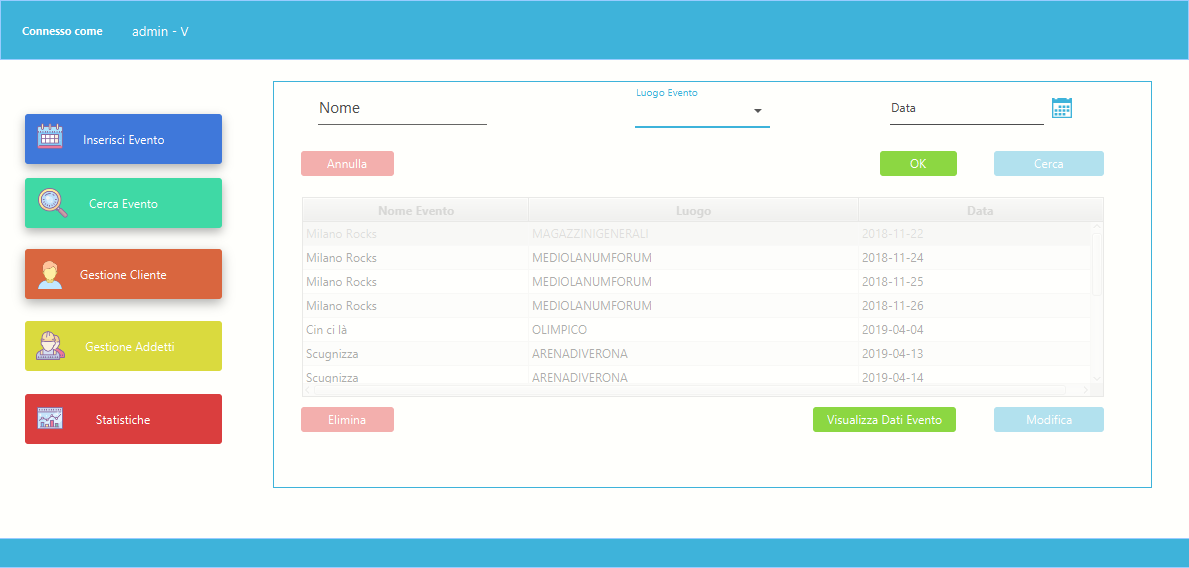 Connesso come admin - V
Inserisci Evento
Cerca Evento
Gestione Cliente
Gestione Addetti
Statistiche
Nome
Luogo Evento
Data
Annulla OK Cerca
Nome Evento Luogo Data
Milano Rocks MAGAZZINIGENERALI 2018-11-22
Milano Rocks MEDIOLANUMFORUM 2018-11-24
Milano Rocks MEDIOLANUMFORUM 2018-11-25
Milano Rocks MEDIOLANUMFORUM 2018-11-26
Cin ci là OLIMPICO 2019-04-04
Scugnizza ARENADIVERONA 2019-04-13
Scugnizza ARENADIVERONA 2019-04-14
Elimina Visualizza Dati Evento Modifica